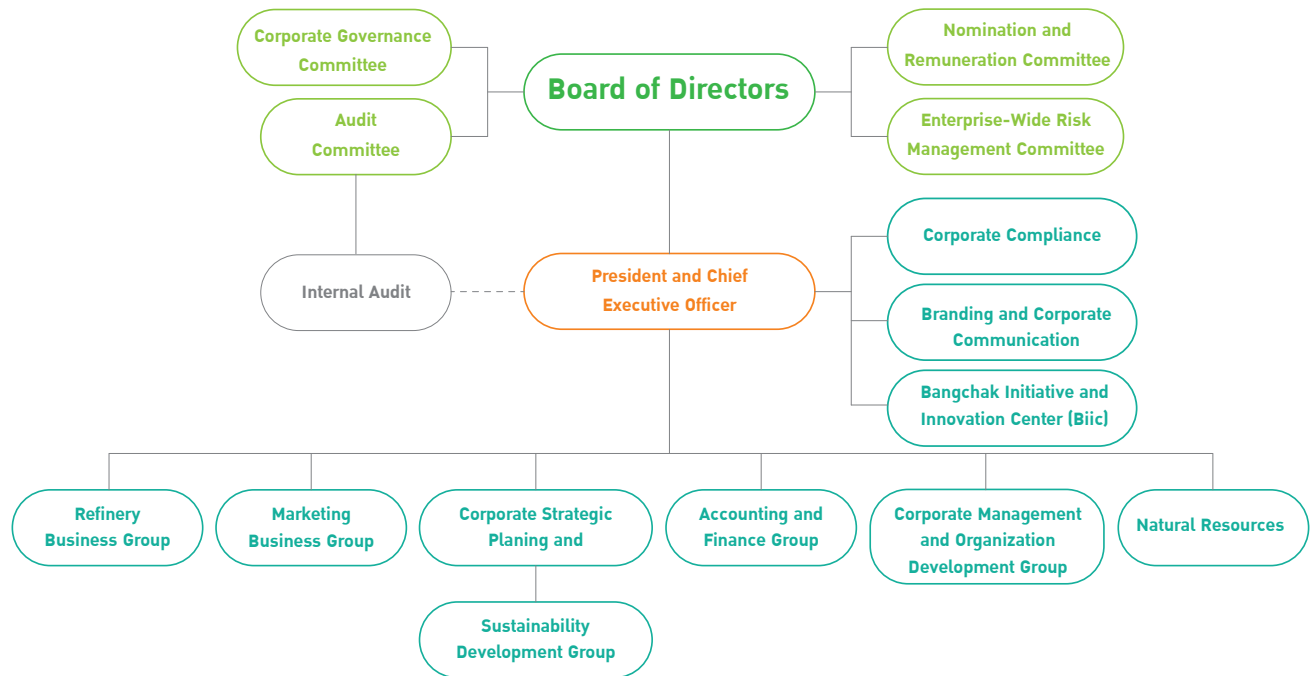 Corporate Governance
Committee
Board of Directors
Nomination and
Remuneration Committee
Audit
Committee
Enterprise-Wide Risk
Management Committee
Corporate Compliance
Internal Audit
President and Chief
Executive Officer
Branding and Corporate
Communication
Bangchak Initiative and
Innovation Center (Biic)
Refinery
Business Group
Marketing
Business Group
Corporate Strategic
Planing and
Accounting and
Finance Group
Corporate Management
and Organization
Development Group
Natural Resources
Sustainability
Development Group